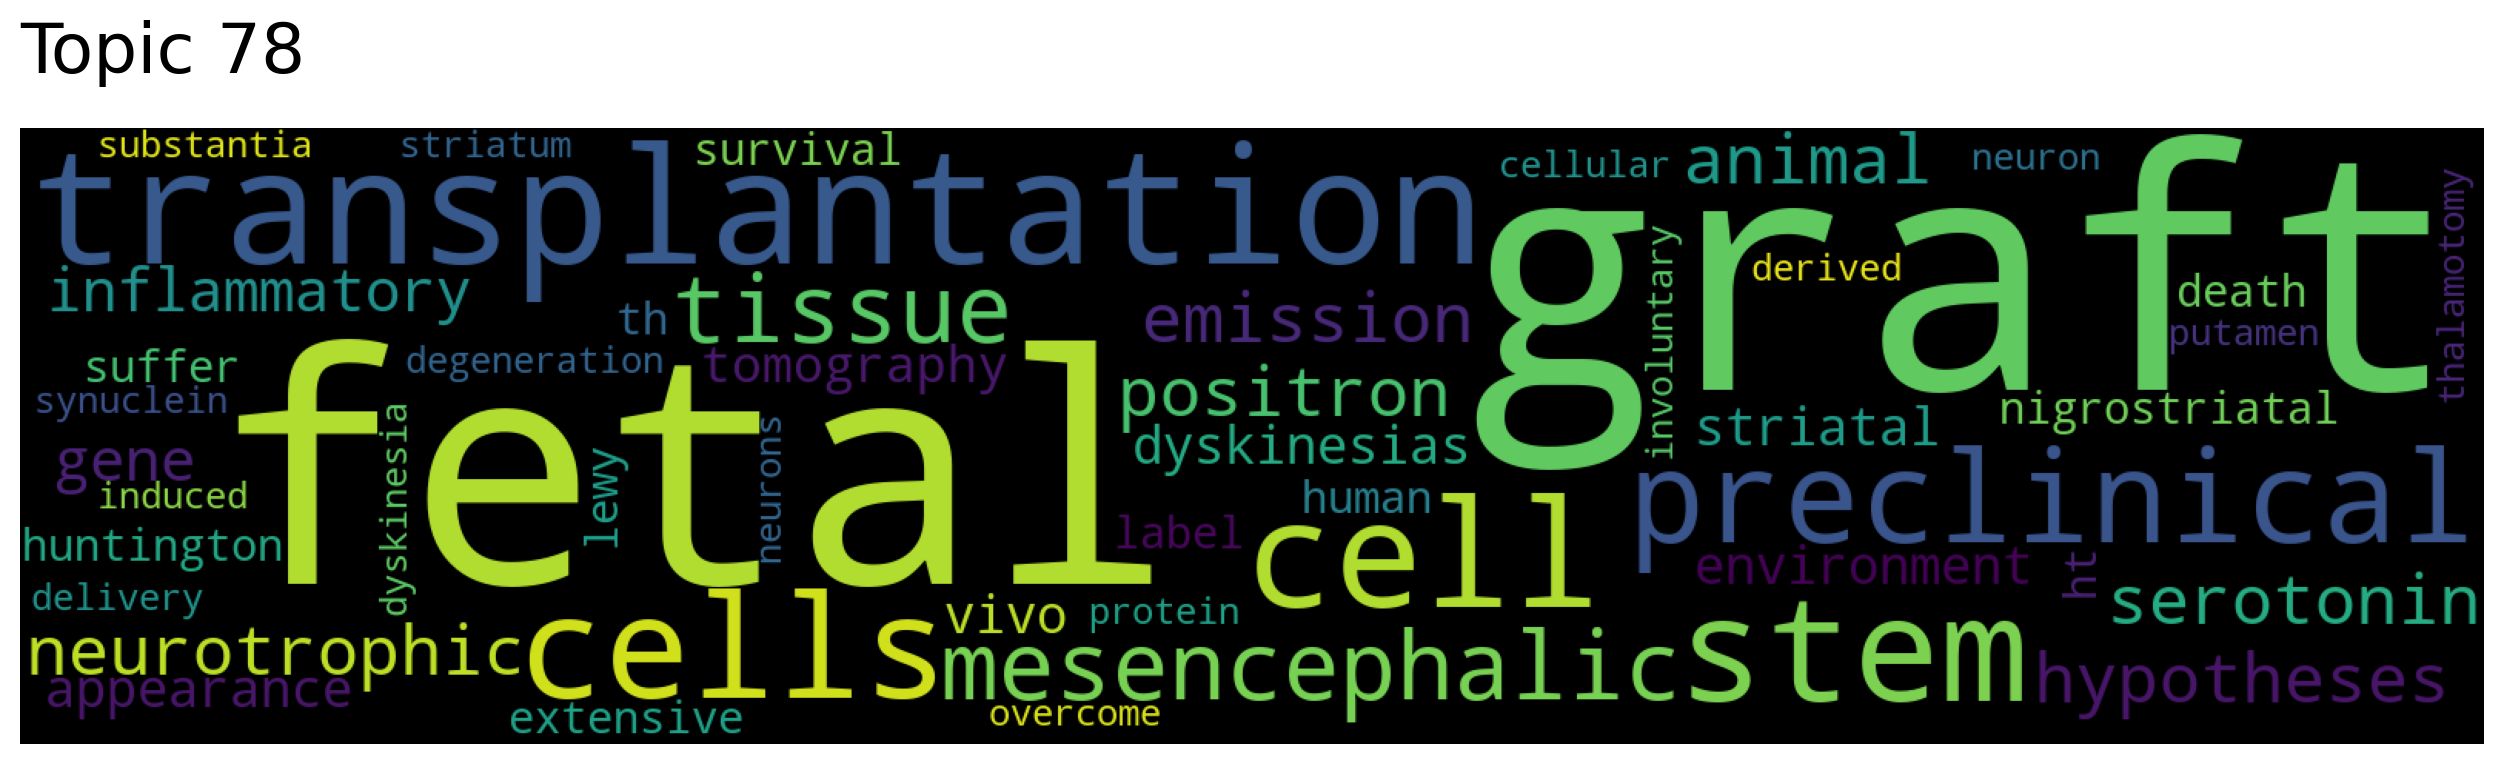 Topic 78
substantia
striatum
survival
cellular
animal
neuron
transplantation
graft
thalamotomy
involuntary
derived
inflammatory
th
tissue
emission
death
putamen
suffer
degeneration
tomography
positron
synuclein
fetal
dyskinesia
neurons
lewy
dyskinesias
striatal
nigrostriatal
gene
induced
human
label
cell
preclinical
huntington
environment
ht
delivery
serotonin
neurotrophic
cells
vivo
protein
mesencephalic
stem
hypotheses
appearance
extensive
overcome